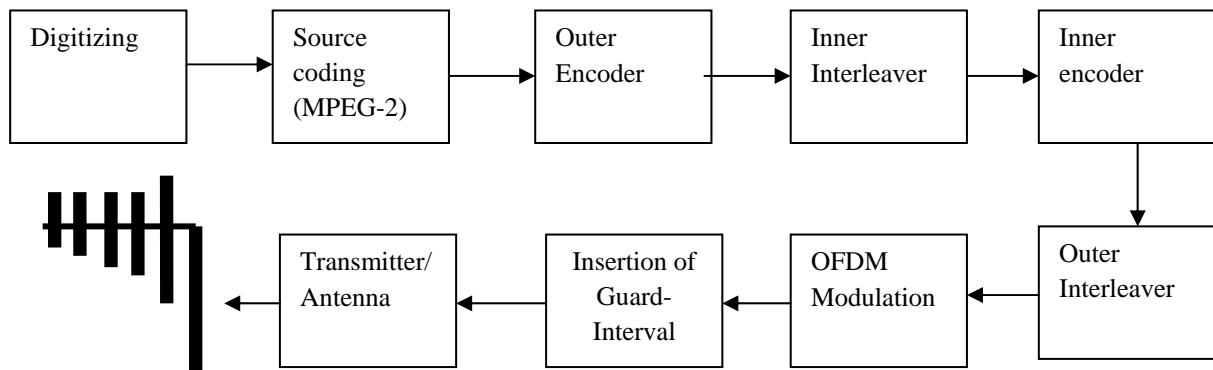 Digitizing
Source
coding
(MPEG-2)
Outer
Encoder
Inner
Interleaver
Inner
encoder
Outer
Interleaver
OFDM
Modulation
Insertion of
Guard-
Interval
Transmitter/
Antenna